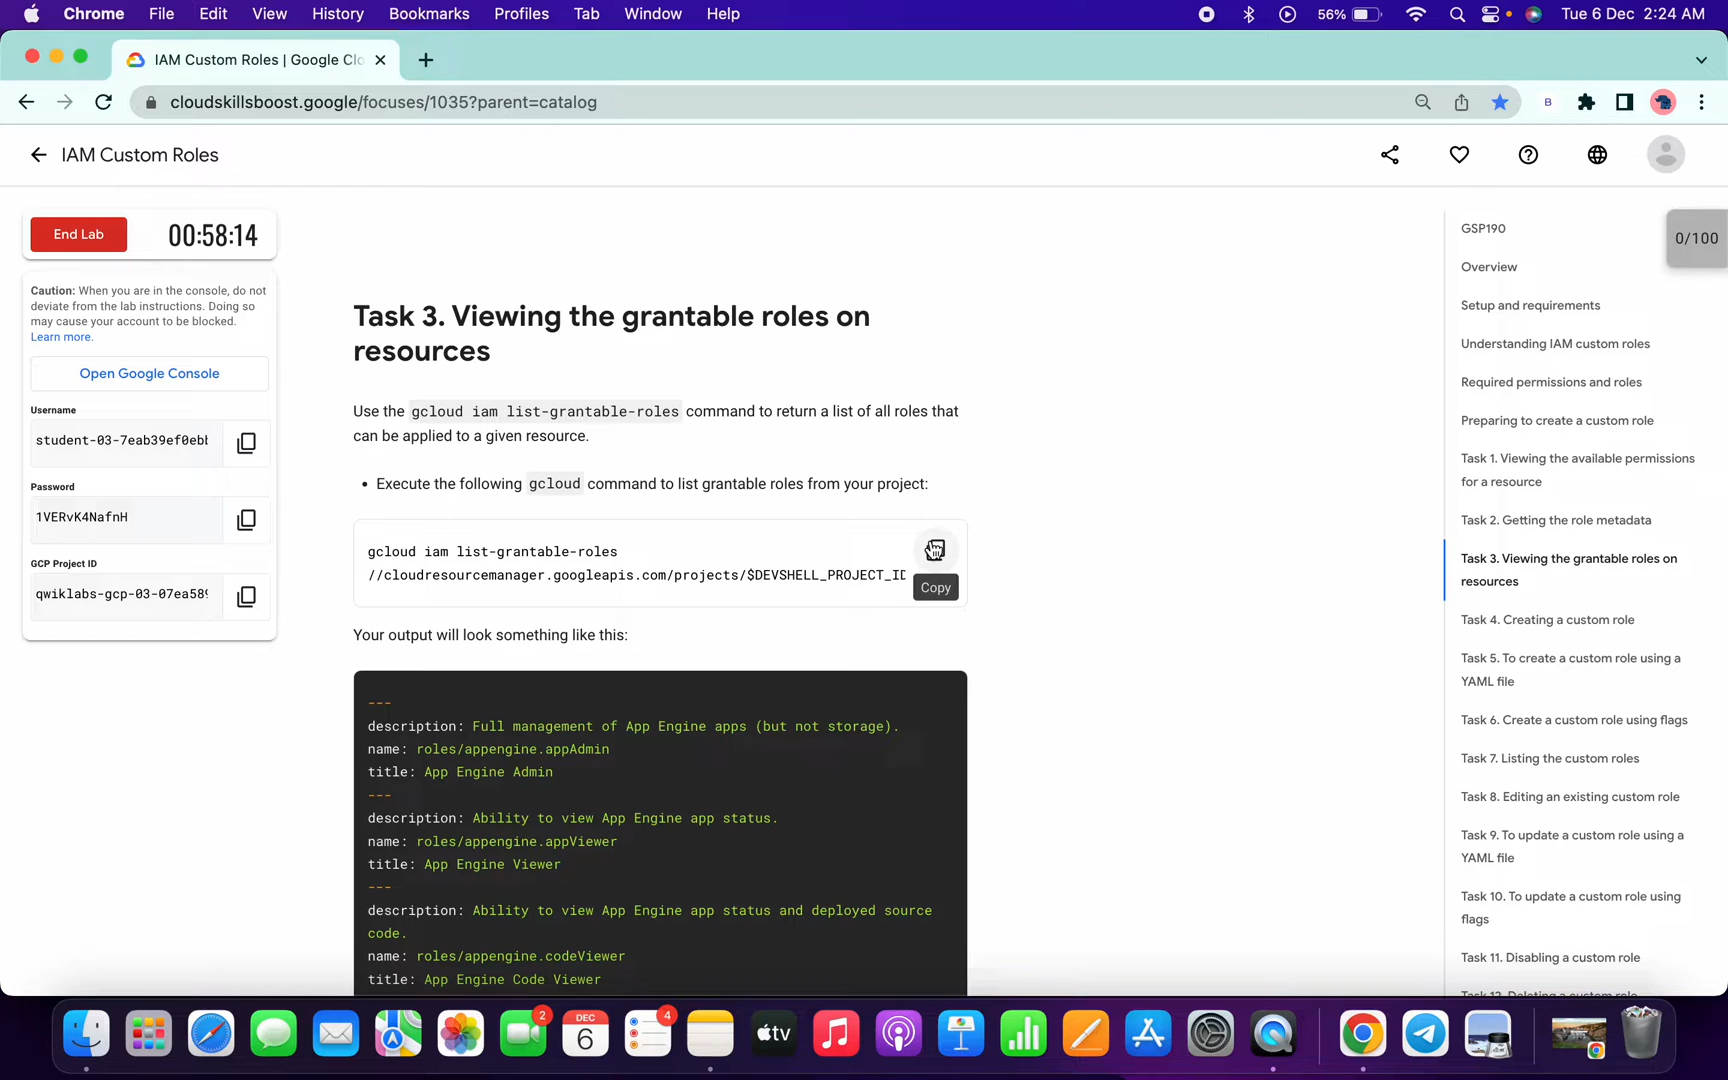 Chrome File Edit View History Bookmarks Profiles Tab Window Help 56% Tue 6 Dec 2:24 AM
IAM Custom Roles | Google Clo
cloudskillsboost.google/focuses/1035?parent=catalog
B
IAM Custom Roles
End Lab 00:58:14
Caution: When you are in the console, do not
deviate from the lab instructions. Doing so
may cause your account to be blocked.
Learn more.
Open Google Console
Username
student-03-7eab39ef0ebb
Password
1VERvK4NafnH
GCP Project ID
qwiklabs-gcp-03-07ea589
Task 3. Viewing the grantable roles on
resources
Use the gcloud iam list-grantable-roles command to return a list of all roles that
can be applied to a given resource.
• Execute the following gcloud command to list grantable roles from your project:
gcloud iam list-grantable-roles
//cloudresourcemanager.googleapis.com/projects/$DEVSHELL_PROJECT_ID
Copy
Your output will look something like this:
---
description: Full management of App Engine apps (but not storage).
name: roles/appengine.appAdmin
title: App Engine Admin
---
description: Ability to view App Engine app status.
name: roles/appengine.appViewer
title: App Engine Viewer
---
description: Ability to view App Engine app status and deployed source
code.
name: roles/appengine.codeViewer
title: App Engine Code Viewer
GSP190
0/100
Overview
Setup and requirements
Understanding IAM custom roles
Required permissions and roles
Preparing to create a custom role
Task 1. Viewing the available permissions
for a resource
Task 2. Getting the role metadata
Task 3. Viewing the grantable roles on
resources
Task 4. Creating a custom role
Task 5. To create a custom role using a
YAML file
Task 6. Create a custom role using flags
Task 7. Listing the custom roles
Task 8. Editing an existing custom role
Task 9. To update a custom role using a
YAML file
Task 10. To update a custom role using
flags
Task 11. Disabling a custom role
Task 12. Deleting a custom role
2
DEC
6
4
tv